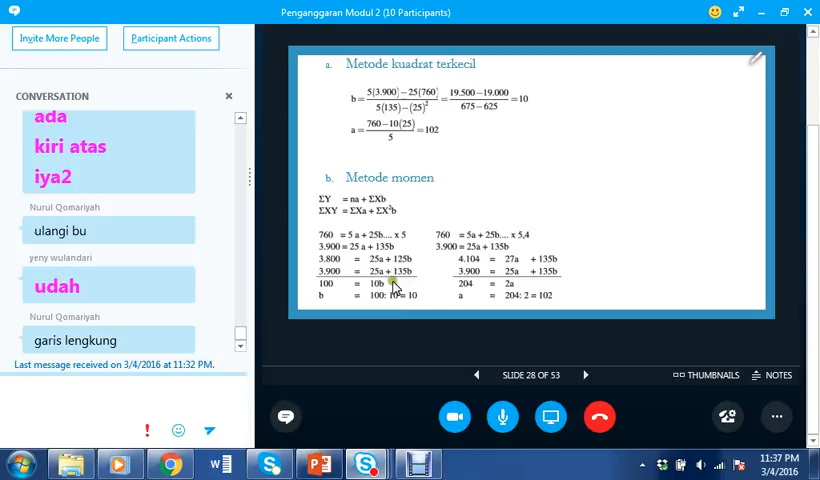 Penganggaran Modul 2 (10 Participants)
Invite More People
Participant Actions
CONVERSATION
ada
kiri atas
iya2
Nurul Qomariyah
ulangi bu
yeny wulandari
udah
Nurul Qomariyah
garis lengkung
Last message received on 3/4/2016 at 11:32 PM.
a. Metode kuadrat terkecil
b = 5(3.900) − 25(760) / 5(135) − (25)² = 19.500 − 19.000 / 675 − 625 = 10
a = 760 − 10(25) / 5 = 102
b. Metode momen
ΣY = na + ΣXb
ΣXY = ΣXa + ΣX²b
760 = 5 a + 25b.... x 5
3.900 = 25 a + 135b
3.800 = 25a + 125b
3.900 = 25a + 135b
100 = 10b
b = 100: 10 = 10
760 = 5a + 25b.... x 5,4
3.900 = 25a + 135b
4.104 = 27a + 135b
3.900 = 25a + 135b
204 = 2a
a = 204: 2 = 102
SLIDE 28 OF 53
THUMBNAILS
NOTES
11:37 PM
3/4/2016